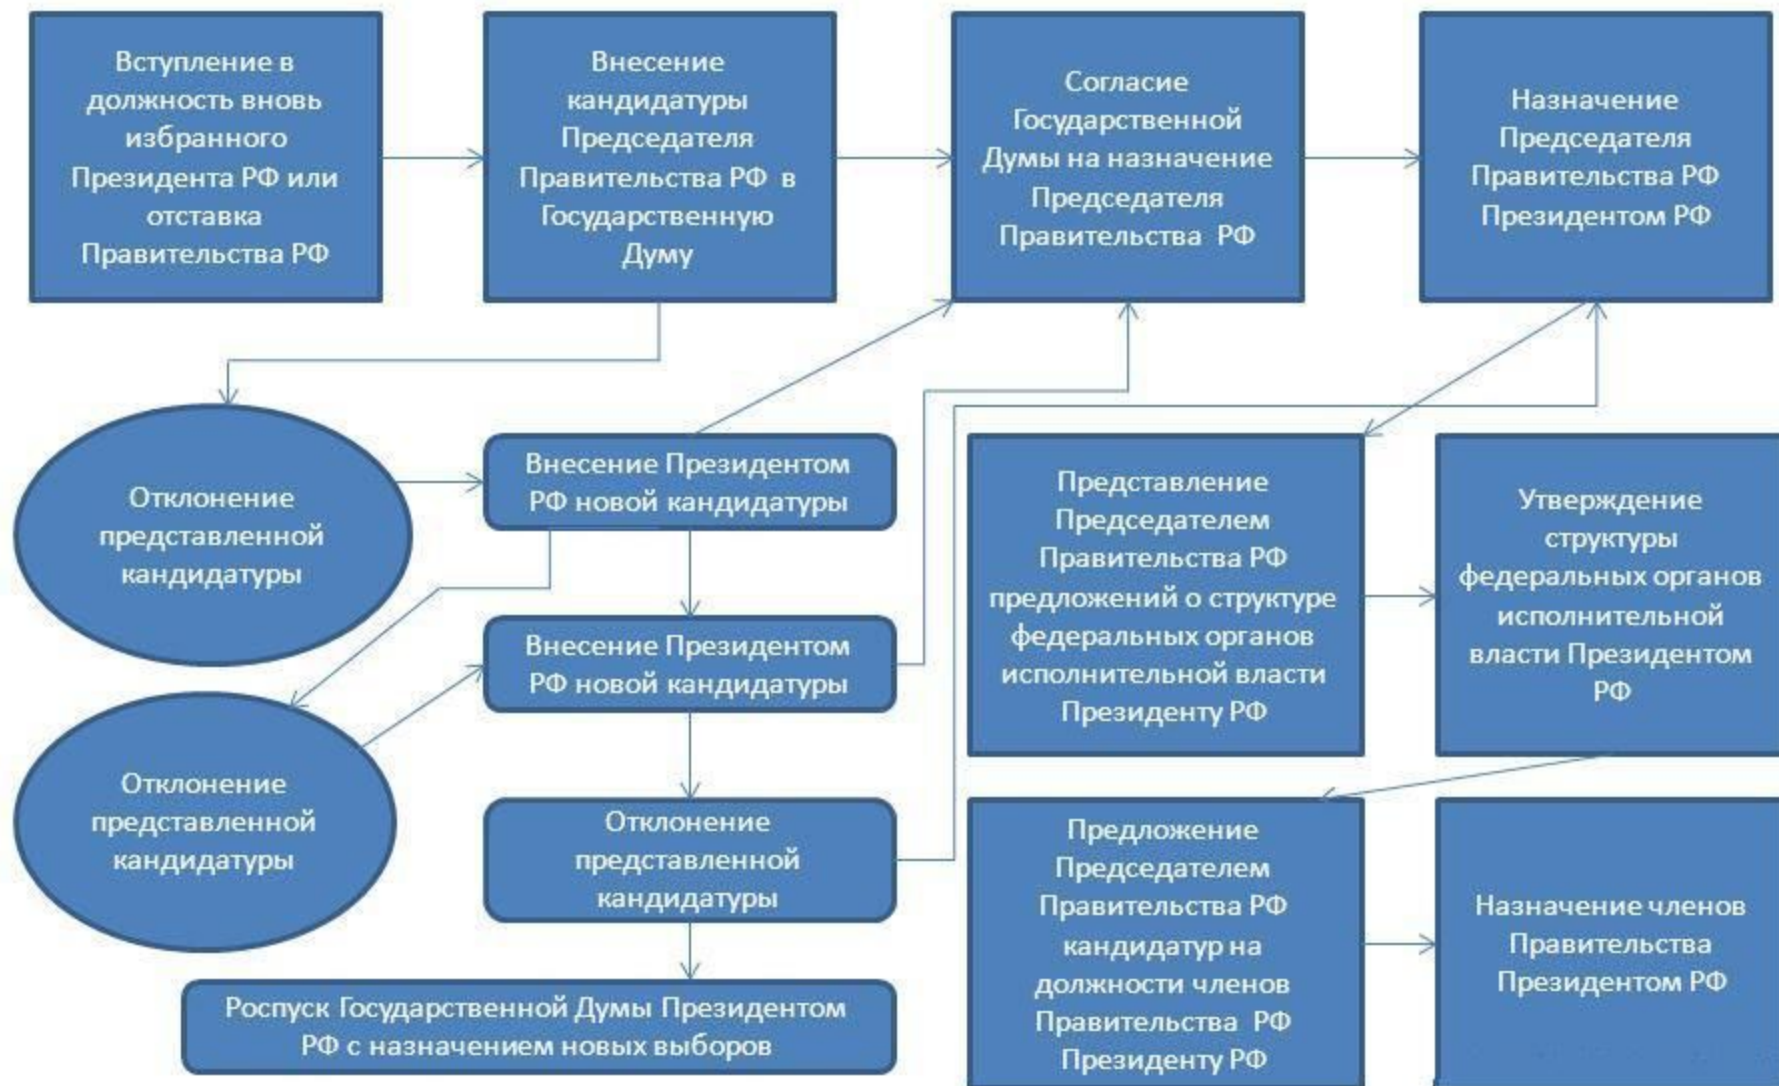 Вступление в
должность вновь
избранного
Президента РФ или
отставка
Правительства РФ
Внесение
кандидатуры
Председателя
Правительства РФ в
Государственную
Думу
Согласие
Государственной
Думы на назначение
Председателя
Правительства РФ
Назначение
Председателя
Правительства РФ
Президентом РФ
Отклонение
представленной
кандидатуры
Внесение Президентом
РФ новой кандидатуры
Представление
Председателем
Правительства РФ
предложений о структуре
федеральных органов
исполнительной власти
Президенту РФ
Утверждение
структуры
федеральных органов
исполнительной
власти Президентом
РФ
Внесение Президентом
РФ новой кандидатуры
Отклонение
представленной
кандидатуры
Отклонение
представленной
кандидатуры
Предложение
Председателем
Правительства РФ
кандидатур на
должности членов
Правительства РФ
Президенту РФ
Назначение членов
Правительства
Президентом РФ
Роспуск Государственной Думы Президентом
РФ с назначением новых выборов